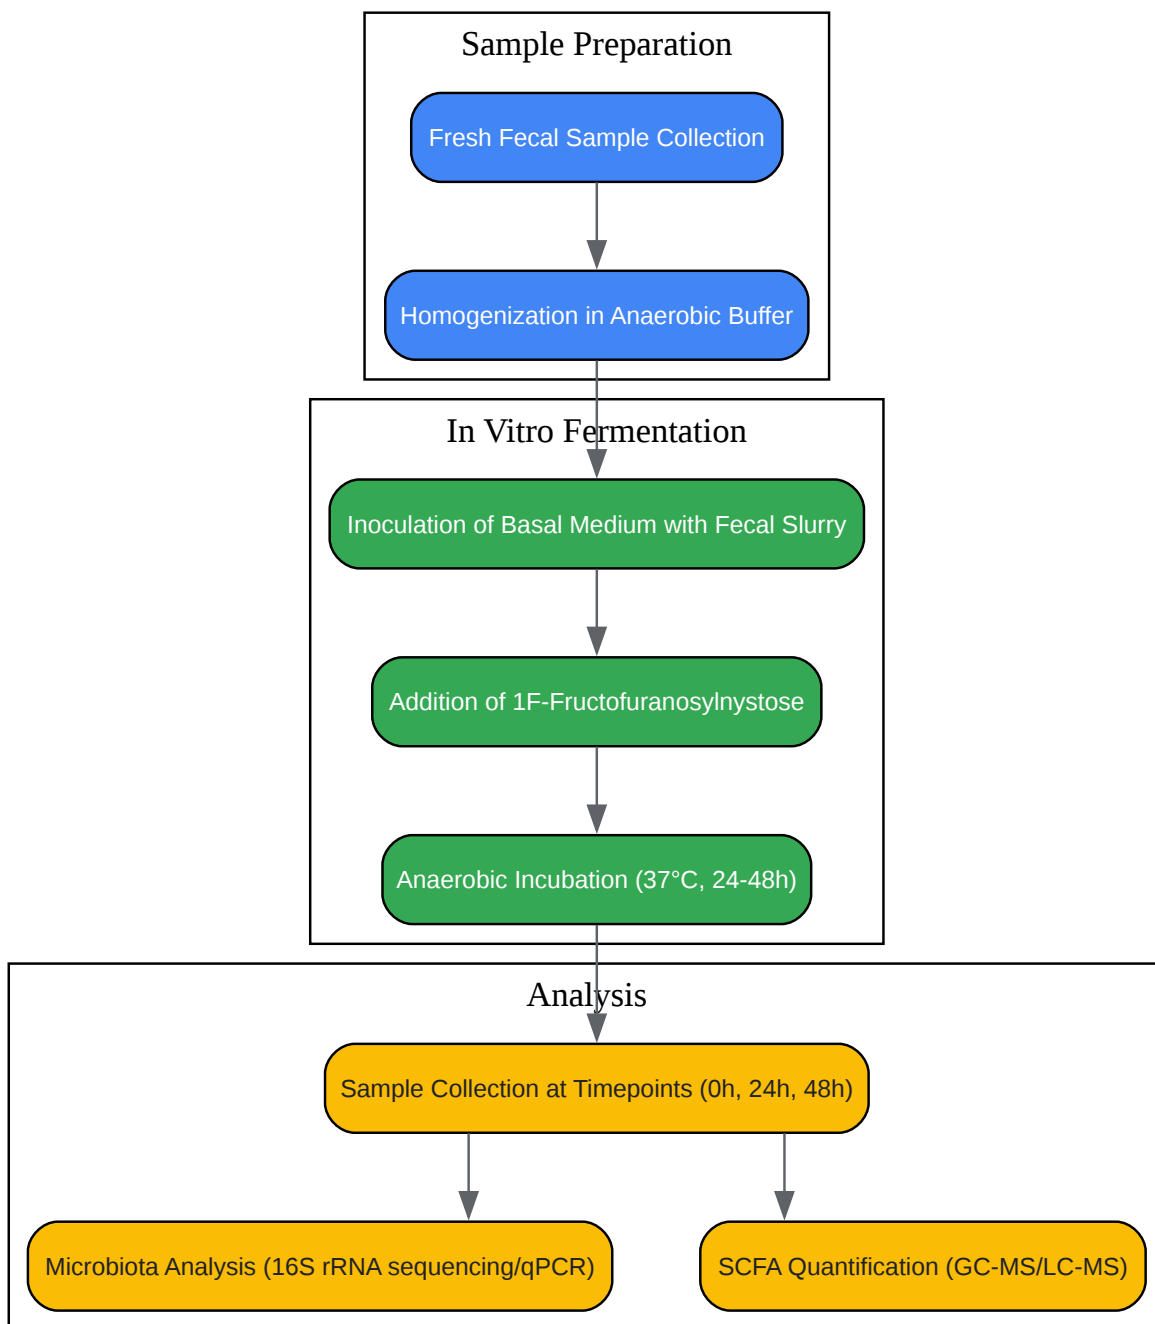 Sample Preparation
Fresh Fecal Sample Collection
Homogenization in Anaerobic Buffer
In Vitro Fermentation
Inoculation of Basal Medium with Fecal Slurry
Addition of 1F-Fructofuranosylnystose
Anaerobic Incubation (37°C, 24-48h)
Analysis
Sample Collection at Timepoints (0h, 24h, 48h)
Microbiota Analysis (16S rRNA sequencing/qPCR)
SCFA Quantification (GC-MS/LC-MS)